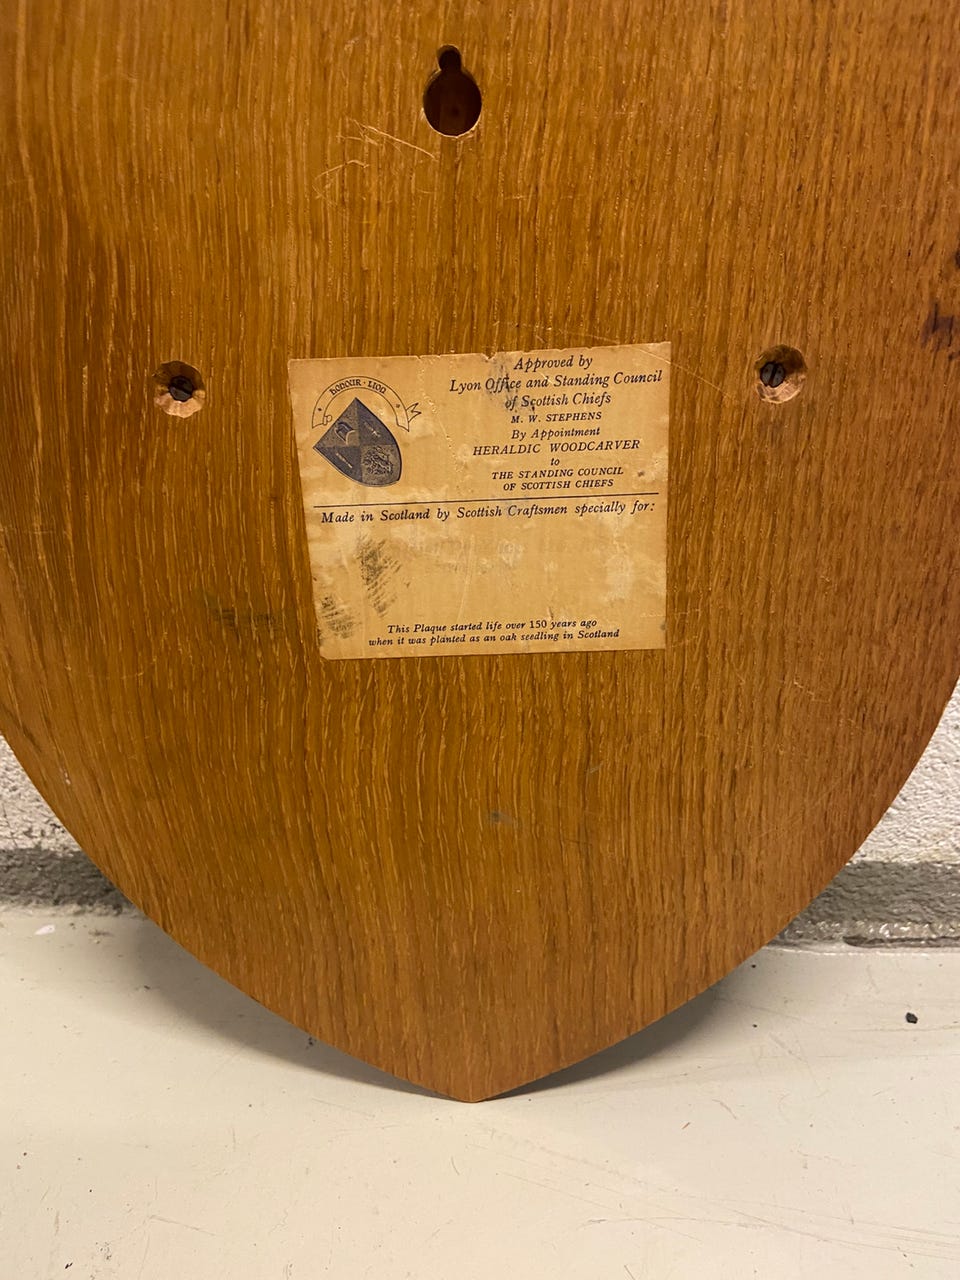 HONOUR · LION
Approved by
Lyon Office and Standing Council
of Scottish Chiefs
M. W. STEPHENS
By Appointment
HERALDIC WOODCARVER
to
THE STANDING COUNCIL
OF SCOTTISH CHIEFS
Made in Scotland by Scottish Craftsmen specially for:
This Plaque started life over 150 years ago
when it was planted as an oak seedling in Scotland